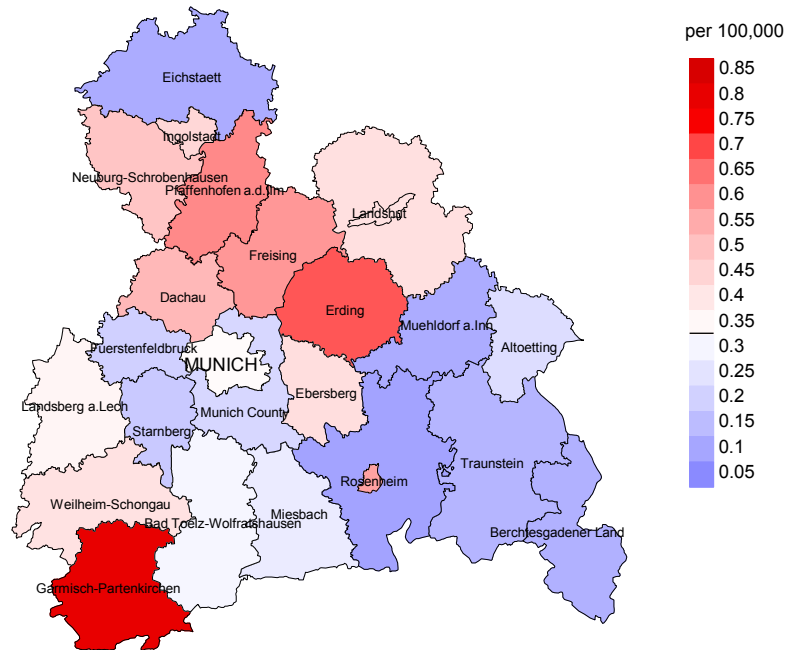 per 100,000
0.85
0.8
0.75
0.7
0.65
0.6
0.55
0.5
0.45
0.4
0.35
0.3
0.25
0.2
0.15
0.1
0.05
Eichstaett
Ingolstadt
Neuburg-Schrobenhausen
Pfaffenhofen a.d.Ilm
Landshut
Freising
Dachau
Erding
Muehldorf a.Inn
Altoetting
Fuerstenfeldbruck
MUNICH
Ebersberg
Landsberg a.Lech
Munich County
Starnberg
Traunstein
Rosenheim
Weilheim-Schongau
Miesbach
Bad Toelz-Wolfratshausen
Berchtesgadener Land
Garmisch-Partenkirchen